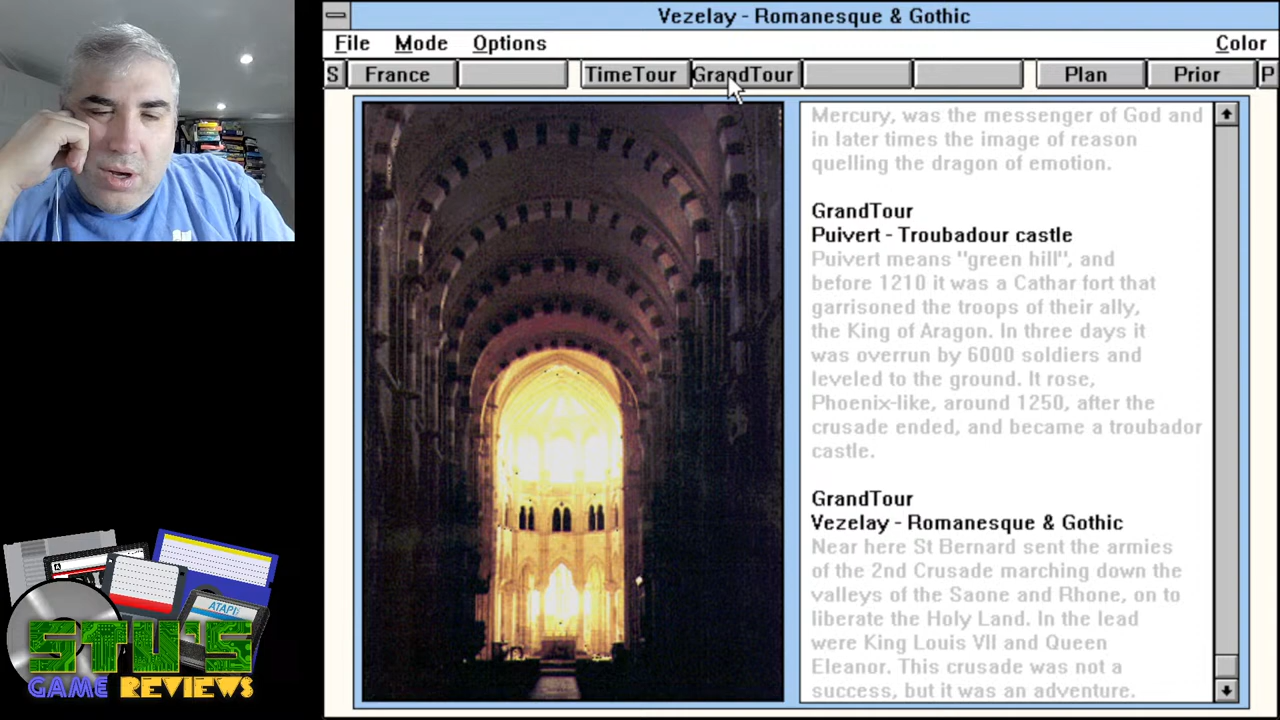 Vezelay - Romanesque & Gothic
File Mode Options Color
S France TimeTour GrandTour Plan Prior P
Mercury, was the messenger of God and
in later times the image of reason
quelling the dragon of emotion.
GrandTour
Puivert - Troubadour castle
Puivert means "green hill", and
before 1210 it was a Cathar fort that
garrisoned the troops of their ally,
the King of Aragon. In three days it
was overrun by 6000 soldiers and
leveled to the ground. It rose,
Phoenix-like, around 1250, after the
crusade ended, and became a troubador
castle.
GrandTour
Vezelay - Romanesque & Gothic
Near here St Bernard sent the armies
of the 2nd Crusade marching down the
valleys of the Saone and Rhone, on to
liberate the Holy Land. In the lead
were King Louis VII and Queen
Eleanor. This crusade was not a
success, but it was an adventure.
ATAPI
STU'S
GAME REVIEWS